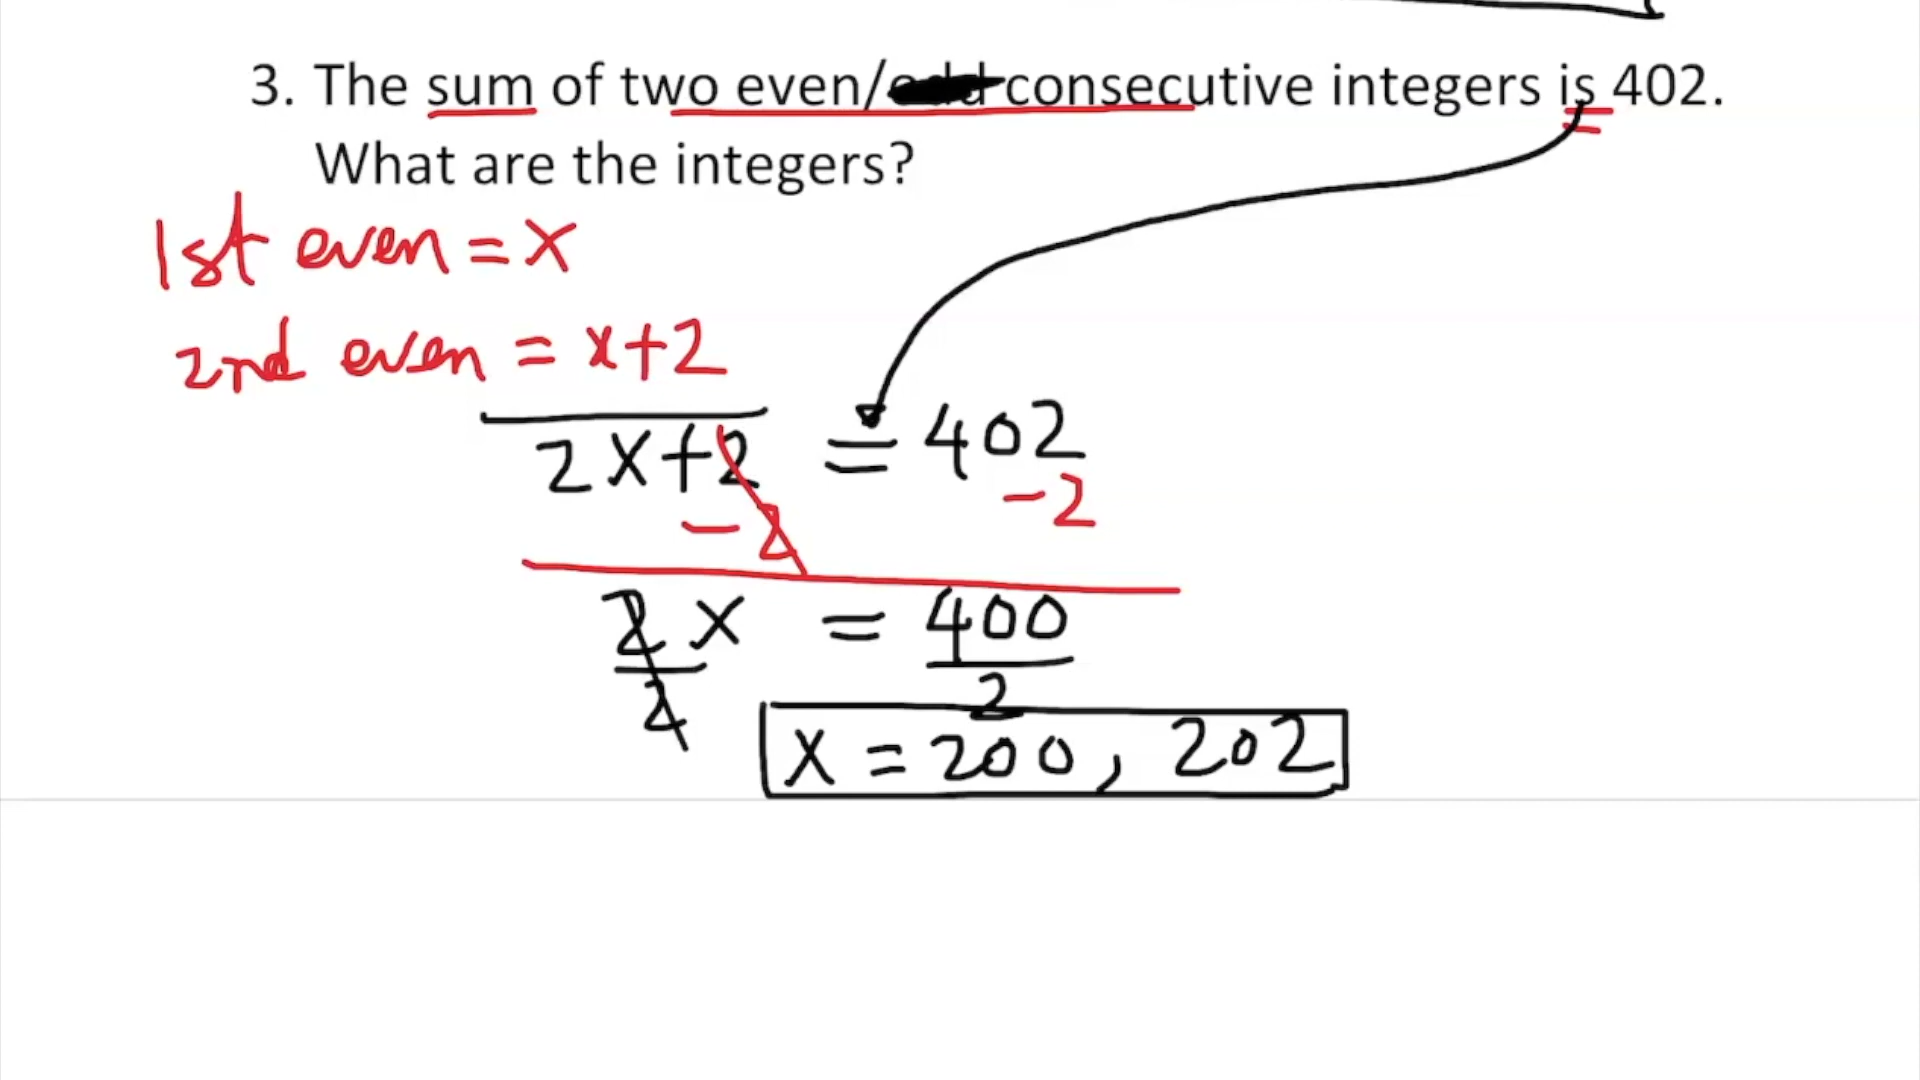 3. The sum of two even/odd consecutive integers is 402.
What are the integers?
1st even = x
2nd even = x+2
2x+2 = 402
-2 -2
2x = 400
2 2
x = 200, 202